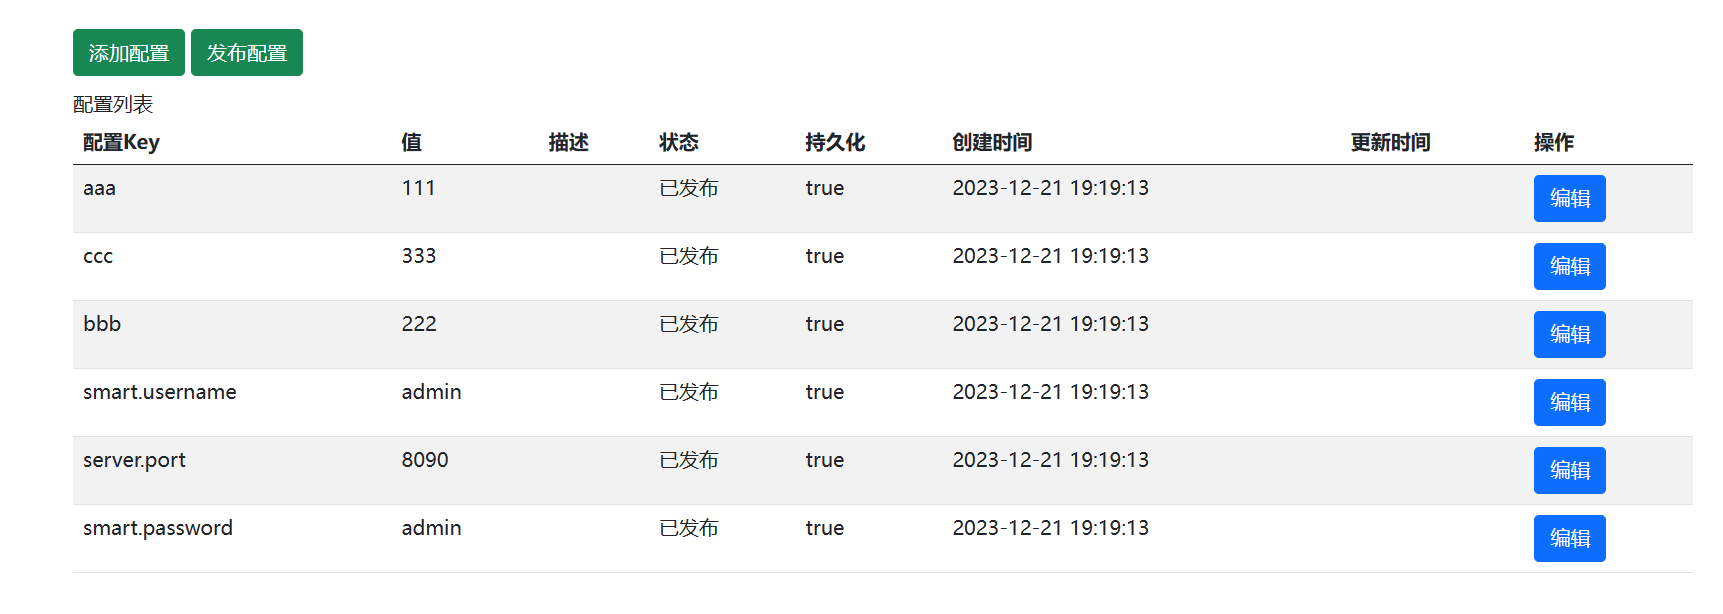 添加配置 发布配置
配置列表
配置Key 值 描述 状态 持久化 创建时间 更新时间 操作
aaa 111 已发布 true 2023-12-21 19:19:13 编辑
ccc 333 已发布 true 2023-12-21 19:19:13 编辑
bbb 222 已发布 true 2023-12-21 19:19:13 编辑
smart.username admin 已发布 true 2023-12-21 19:19:13 编辑
server.port 8090 已发布 true 2023-12-21 19:19:13 编辑
smart.password admin 已发布 true 2023-12-21 19:19:13 编辑